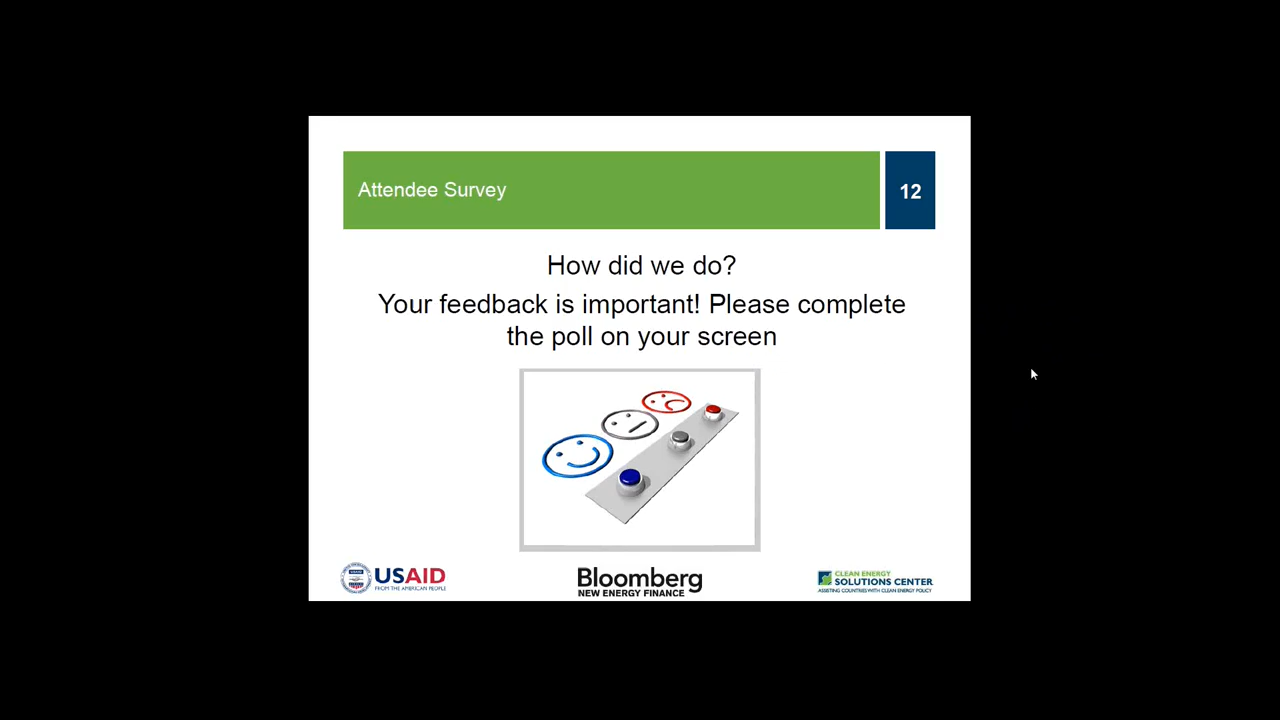 Attendee Survey
12
How did we do?
Your feedback is important! Please complete
the poll on your screen
USAID
FROM THE AMERICAN PEOPLE
Bloomberg
NEW ENERGY FINANCE
CLEAN ENERGY
SOLUTIONS CENTER
ASSISTING COUNTRIES WITH CLEAN ENERGY POLICY